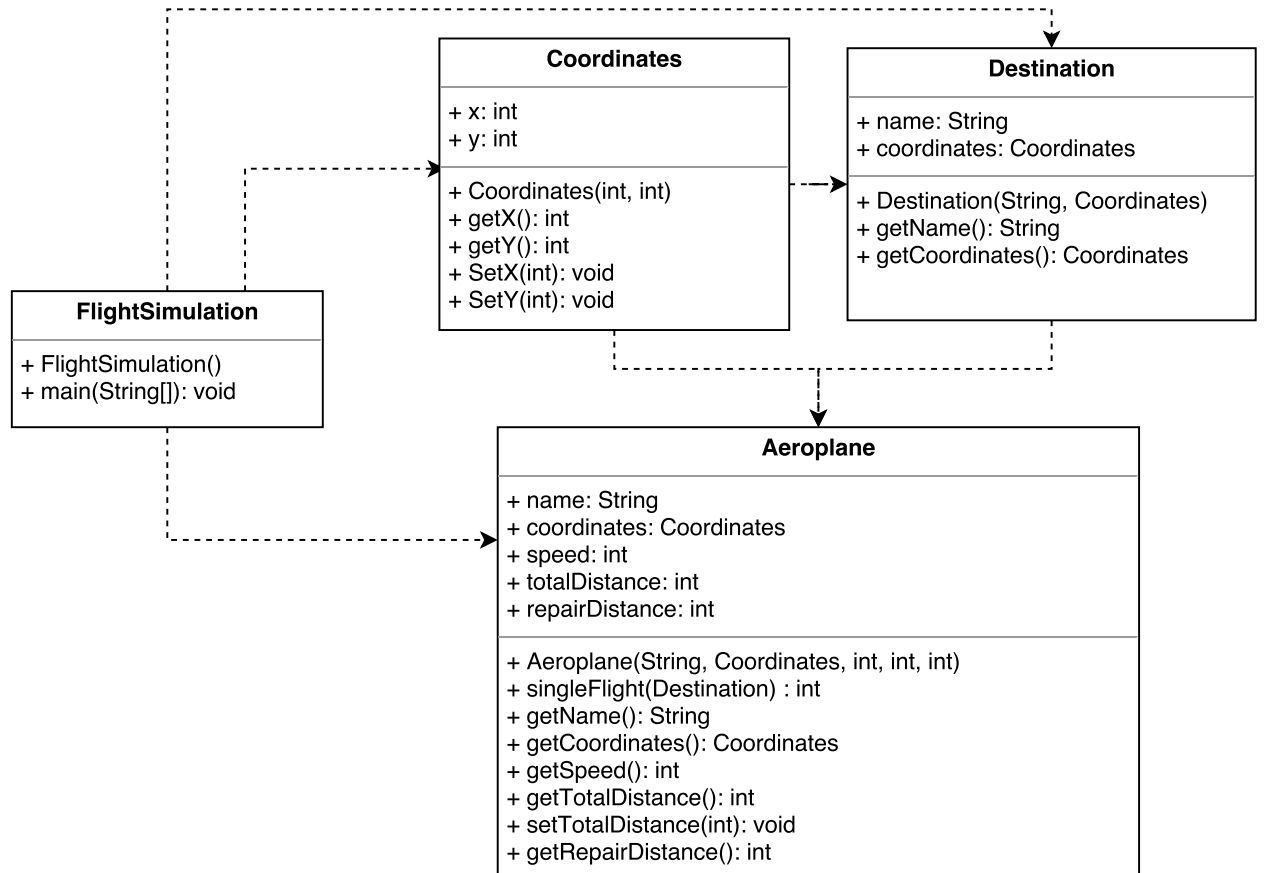 Coordinates
+ x: int
+ y: int
+ Coordinates(int, int)
+ getX(): int
+ getY(): int
+ SetX(int): void
+ SetY(int): void
Destination
+ name: String
+ coordinates: Coordinates
+ Destination(String, Coordinates)
+ getName(): String
+ getCoordinates(): Coordinates
FlightSimulation
+ FlightSimulation()
+ main(String[]): void
Aeroplane
+ name: String
+ coordinates: Coordinates
+ speed: int
+ totalDistance: int
+ repairDistance: int
+ Aeroplane(String, Coordinates, int, int, int)
+ singleFlight(Destination) : int
+ getName(): String
+ getCoordinates(): Coordinates
+ getSpeed(): int
+ getTotalDistance(): int
+ setTotalDistance(int): void
+ getRepairDistance(): int